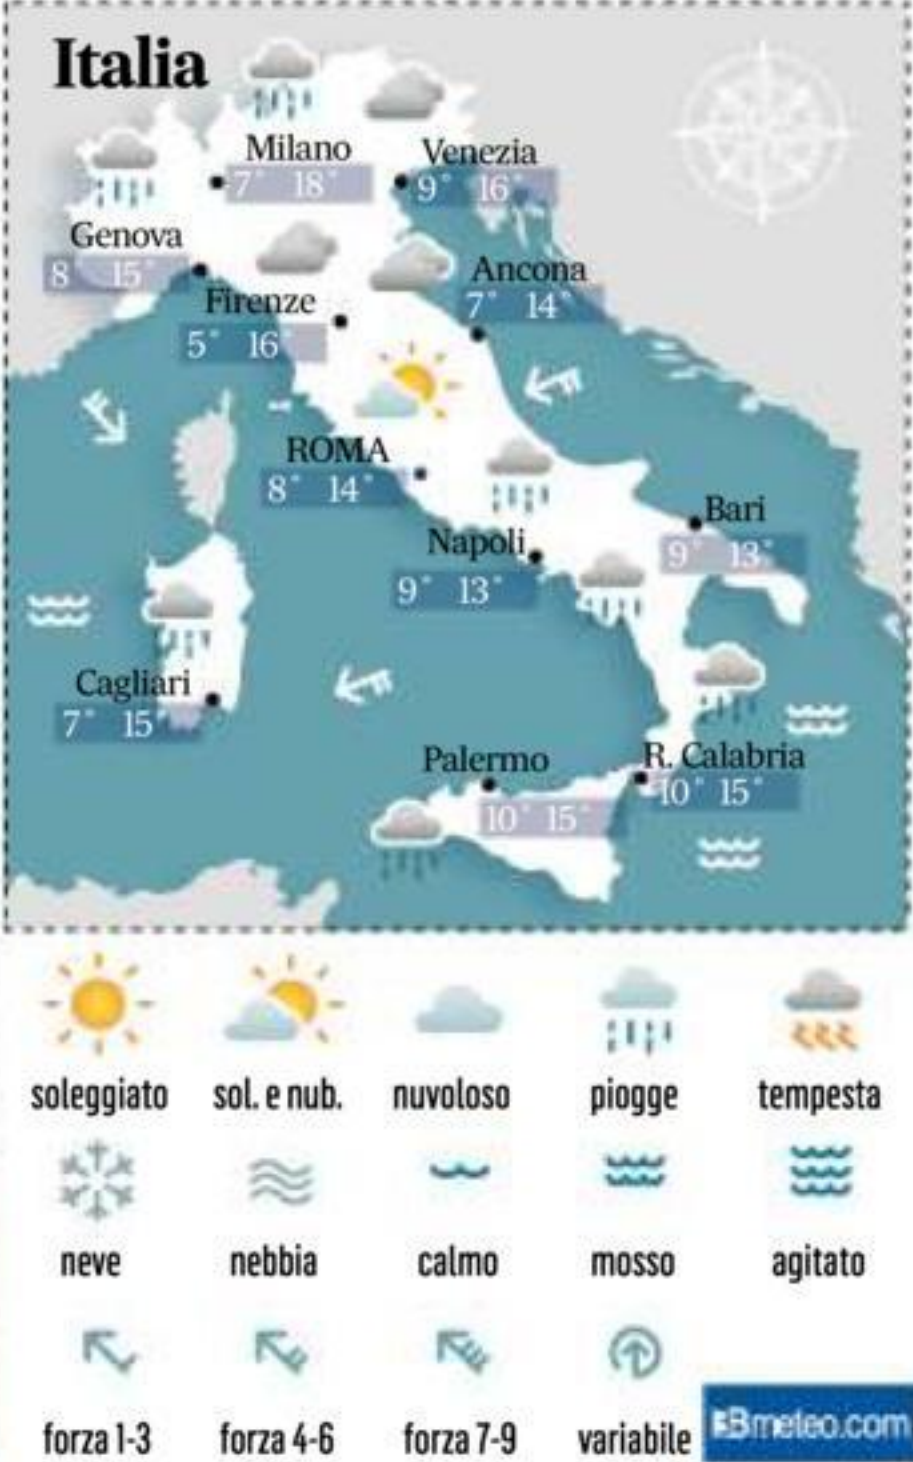 Italia
Milano
7° 18°
Venezia
9° 16°
Genova
8 15°
Firenze
5° 16
Ancona
7° 14°
ROMA
8° 14°
Napoli
9° 13°
Bari
9° 13°
Cagliari
7° 15°
Palermo
10° 15°
R. Calabria
10° 15°
soleggiato sol. e nub. nuvoloso piogge tempesta
neve nebbia calmo mosso agitato
forza 1-3 forza 4-6 forza 7-9 variabile
3Bmeteo.com